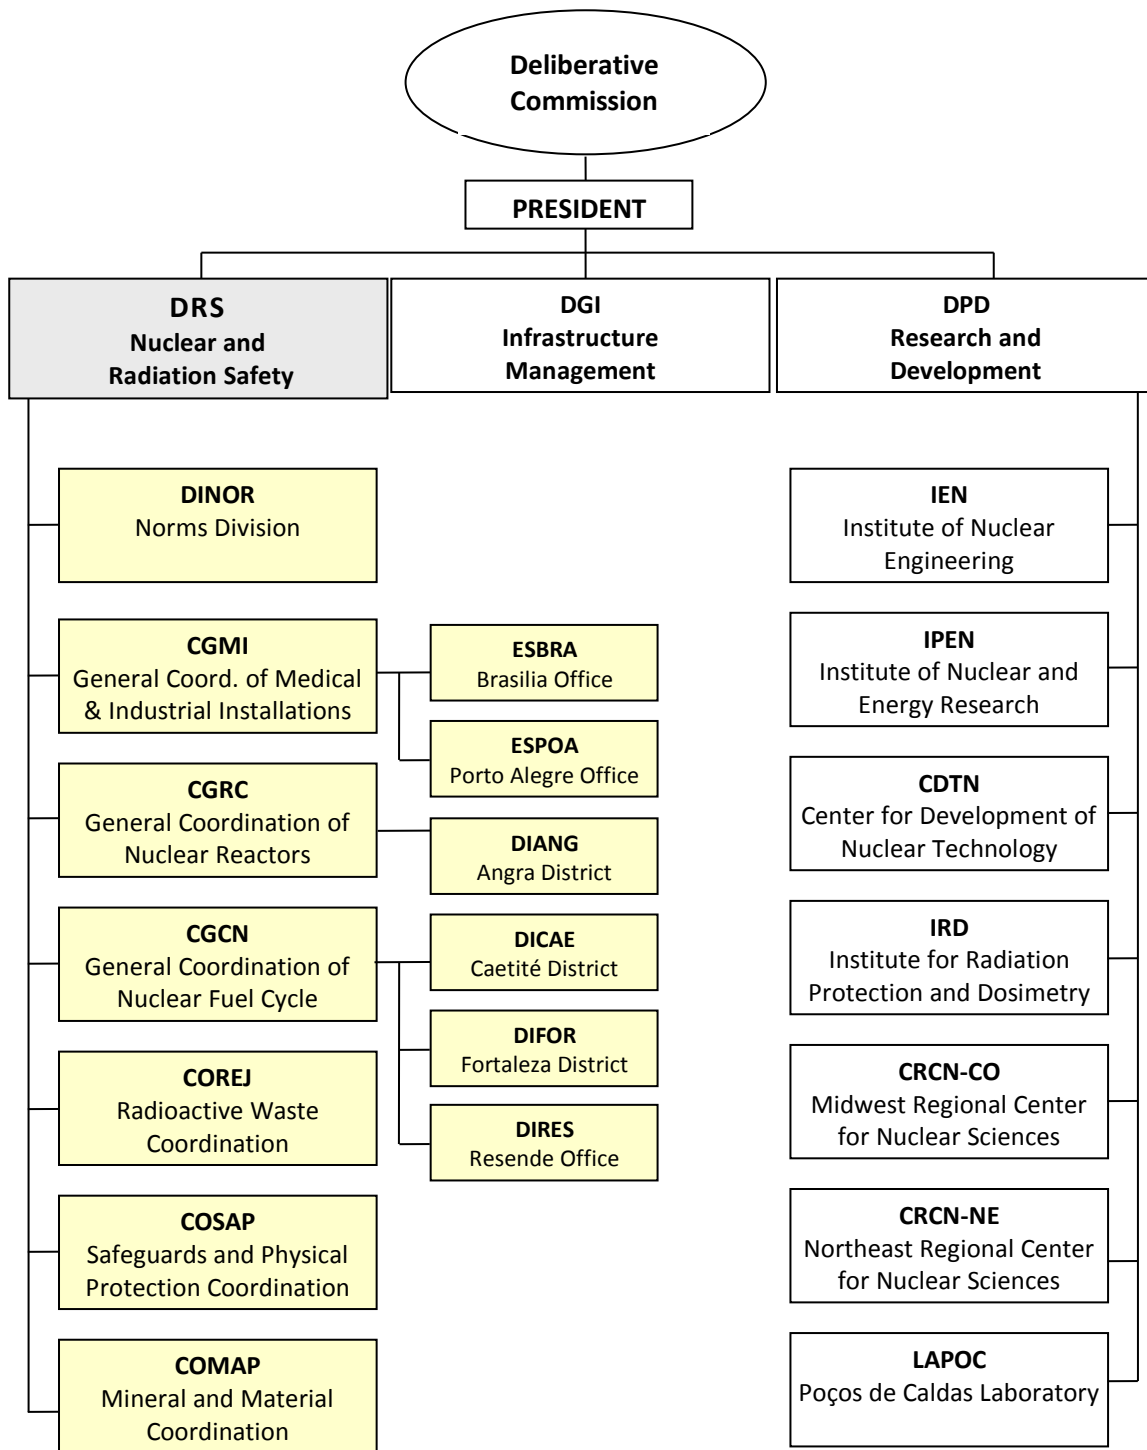 Deliberative
Commission
PRESIDENT
DRS
Nuclear and
Radiation Safety
DGI
Infrastructure
Management
DPD
Research and
Development
DINOR
Norms Division
CGMI
General Coord. of Medical
& Industrial Installations
ESBRA
Brasilia Office
ESPOA
Porto Alegre Office
CGRC
General Coordination of
Nuclear Reactors
DIANG
Angra District
CGCN
General Coordination of
Nuclear Fuel Cycle
DICAE
Caetité District
DIFOR
Fortaleza District
DIRES
Resende Office
COREJ
Radioactive Waste
Coordination
COSAP
Safeguards and Physical
Protection Coordination
COMAP
Mineral and Material
Coordination
IEN
Institute of Nuclear
Engineering
IPEN
Institute of Nuclear and
Energy Research
CDTN
Center for Development of
Nuclear Technology
IRD
Institute for Radiation
Protection and Dosimetry
CRCN-CO
Midwest Regional Center
for Nuclear Sciences
CRCN-NE
Northeast Regional Center
for Nuclear Sciences
LAPOC
Poços de Caldas Laboratory